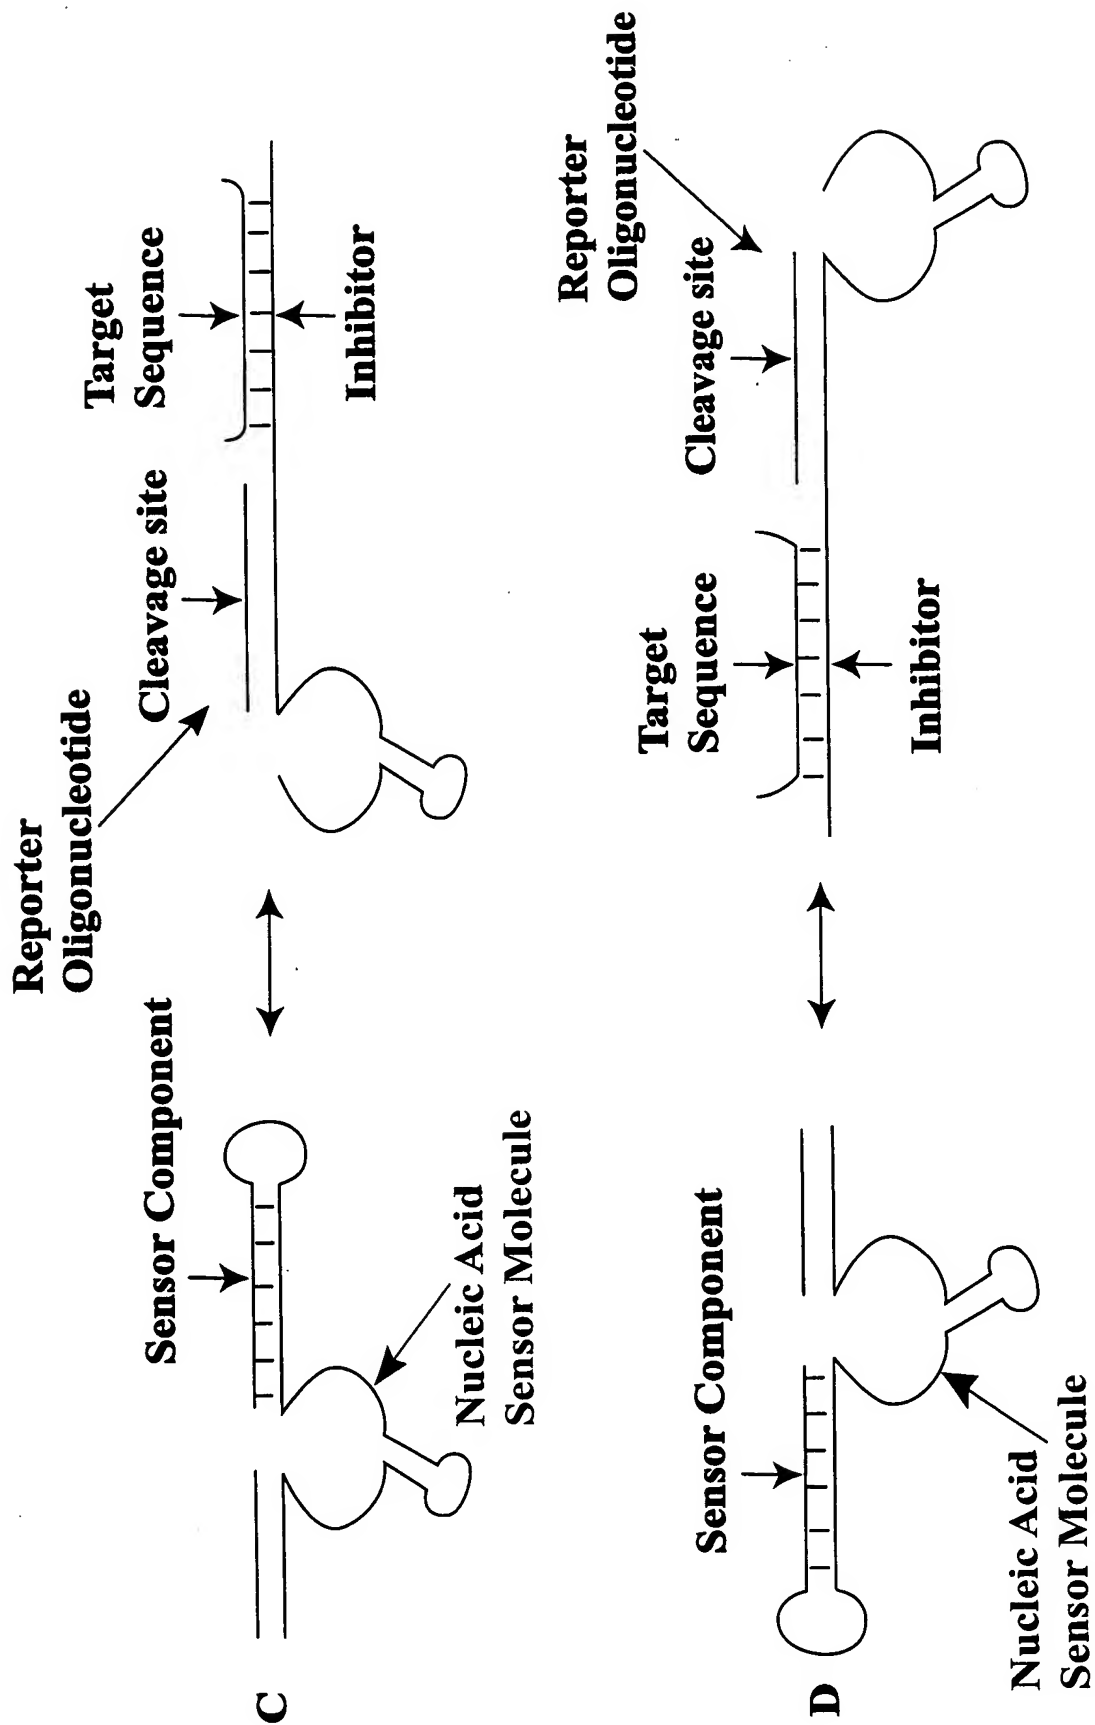 C
Sensor Component
Nucleic Acid
Sensor Molecule
Reporter
Oligonucleotide
Cleavage site
Target
Sequence
Inhibitor
D
Sensor Component
Nucleic Acid
Sensor Molecule
Target
Sequence
Inhibitor
Cleavage site
Reporter
Oligonucleotide